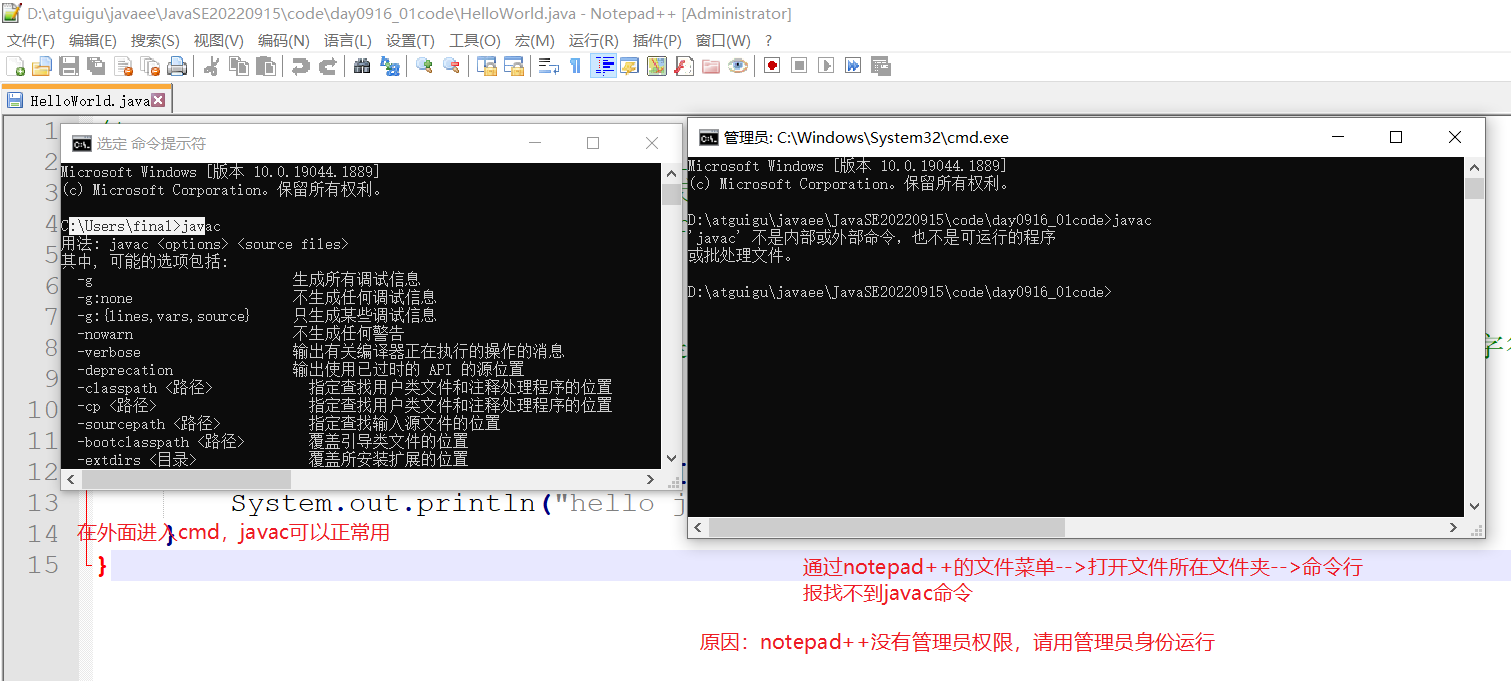 D:\atguigu\javaee\JavaSE20220915\code\day0916_01code\HelloWorld.java - Notepad++ [Administrator]
文件(F) 编辑(E) 搜索(S) 视图(V) 编码(N) 语言(L) 设置(T) 工具(O) 宏(M) 运行(R) 插件(P) 窗口(W) ?
HelloWorld.java
1
2
3
4
5
6
7
8
9
10
11
12
13 System.out.println("hello j
14 }
15 }
选定 命令提示符
Microsoft Windows [版本 10.0.19044.1889]
(c) Microsoft Corporation。保留所有权利。
C:\Users\final>javac
用法: javac <options> <source files>
其中, 可能的选项包括:
-g 生成所有调试信息
-g:none 不生成任何调试信息
-g:{lines,vars,source} 只生成某些调试信息
-nowarn 不生成任何警告
-verbose 输出有关编译器正在执行的操作的消息
-deprecation 输出使用已过时的 API 的源位置
-classpath <路径> 指定查找用户类文件和注释处理程序的位置
-cp <路径> 指定查找用户类文件和注释处理程序的位置
-sourcepath <路径> 指定查找输入源文件的位置
-bootclasspath <路径> 覆盖引导类文件的位置
-extdirs <目录> 覆盖所安装扩展的位置
管理员: C:\Windows\System32\cmd.exe
Microsoft Windows [版本 10.0.19044.1889]
(c) Microsoft Corporation。保留所有权利。
D:\atguigu\javaee\JavaSE20220915\code\day0916_01code>javac
'javac' 不是内部或外部命令，也不是可运行的程序
或批处理文件。
D:\atguigu\javaee\JavaSE20220915\code\day0916_01code>
在外面进入cmd，javac可以正常用
通过notepad++的文件菜单-->打开文件所在文件夹-->命令行
报找不到javac命令
原因：notepad++没有管理员权限，请用管理员身份运行